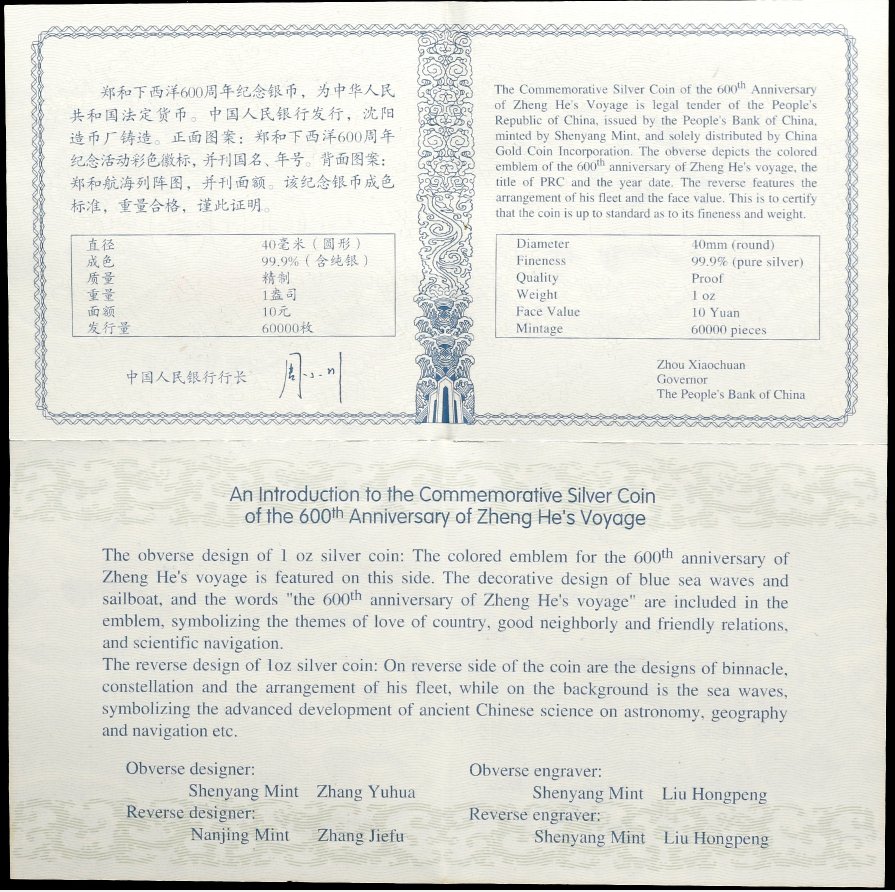 郑和下西洋600周年纪念银币，为中华人民
共和国法定货币。中国人民银行发行，沈阳
造币厂铸造。正面图案：郑和下西洋600周年
纪念活动彩色徽标，并刊国名、年号。背面图案：
郑和航海列阵图，并刊面额。该纪念银币成色
标准，重量合格，谨此证明。
直径 40毫米（圆形）
成色 99.9%（含纯银）
质量 精制
重量 1盎司
面额 10元
发行量 60000枚
中国人民银行行长 周小川
The Commemorative Silver Coin of the 600th Anniversary
of Zheng He's Voyage is legal tender of the People's
Republic of China, issued by the People's Bank of China,
minted by Shenyang Mint, and solely distributed by China
Gold Coin Incorporation. The obverse depicts the colored
emblem of the 600th anniversary of Zheng He's voyage, the
title of PRC and the year date. The reverse features the
arrangement of his fleet and the face value. This is to certify
that the coin is up to standard as to its fineness and weight.
Diameter 40mm (round)
Fineness 99.9% (pure silver)
Quality Proof
Weight 1 oz
Face Value 10 Yuan
Mintage 60000 pieces
Zhou Xiaochuan
Governor
The People's Bank of China
An Introduction to the Commemorative Silver Coin
of the 600th Anniversary of Zheng He's Voyage
The obverse design of 1 oz silver coin: The colored emblem for the 600th anniversary of
Zheng He's voyage is featured on this side. The decorative design of blue sea waves and
sailboat, and the words "the 600th anniversary of Zheng He's voyage" are included in the
emblem, symbolizing the themes of love of country, good neighborly and friendly relations,
and scientific navigation.
The reverse design of 1oz silver coin: On reverse side of the coin are the designs of binnacle,
constellation and the arrangement of his fleet, while on the background is the sea waves,
symbolizing the advanced development of ancient Chinese science on astronomy, geography
and navigation etc.
Obverse designer:
Shenyang Mint Zhang Yuhua
Reverse designer:
Nanjing Mint Zhang Jiefu
Obverse engraver:
Shenyang Mint Liu Hongpeng
Reverse engraver:
Shenyang Mint Liu Hongpeng